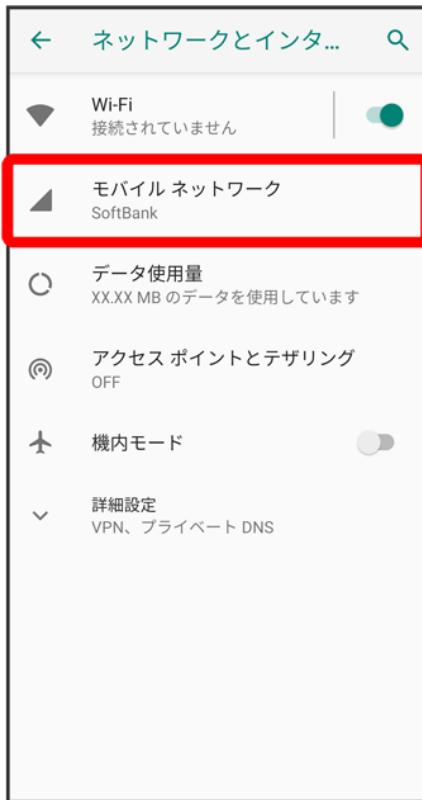 ネットワークとインタ...
Wi-Fi
接続されていません
モバイル ネットワーク
SoftBank
データ使用量
XX.XX MB のデータを使用しています
アクセス ポイントとテザリング
OFF
機内モード
詳細設定
VPN、プライベート DNS